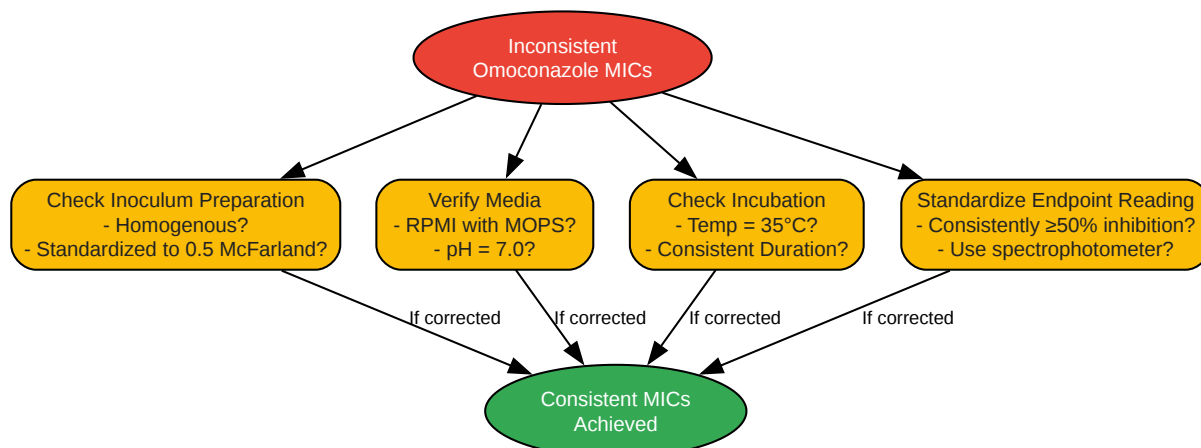 Inconsistent
Omoconazole MICs
Check Inoculum Preparation
- Homogenous?
- Standardized to 0.5 McFarland?
Verify Media
- RPMI with MOPS?
- pH = 7.0?
Check Incubation
- Temp = 35°C?
- Consistent Duration?
Standardize Endpoint Reading
- Consistently ≥50% inhibition?
- Use spectrophotometer?
If corrected
If corrected
If corrected
If corrected
Consistent MICs
Achieved